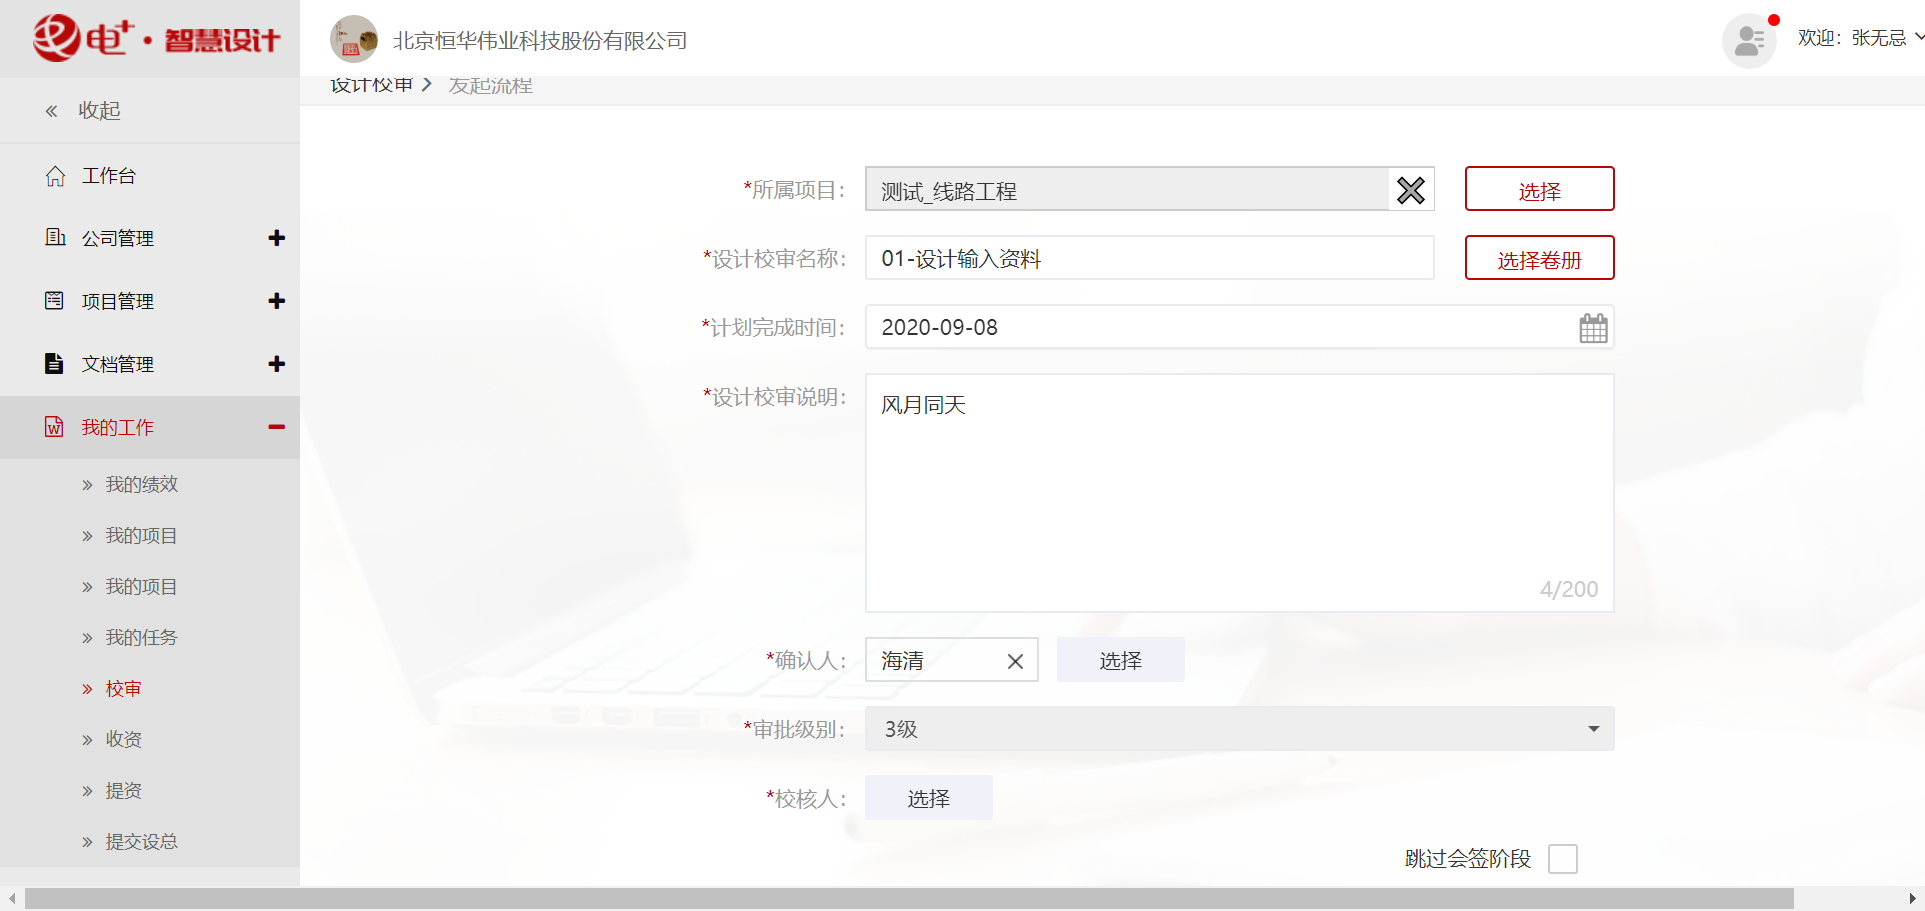 电+·智慧设计
北京恒华伟业科技股份有限公司
欢迎：张无忌
设计校审 > 发起流程
« 收起
工作台
公司管理
项目管理
文档管理
我的工作
» 我的绩效
» 我的项目
» 我的项目
» 我的任务
» 校审
» 收资
» 提资
» 提交设总
*所属项目： 测试_线路工程 选择
*设计校审名称： 01-设计输入资料 选择卷册
*计划完成时间： 2020-09-08
*设计校审说明： 风月同天
4/200
*确认人： 海清 选择
*审批级别： 3级
*校核人： 选择
跳过会签阶段